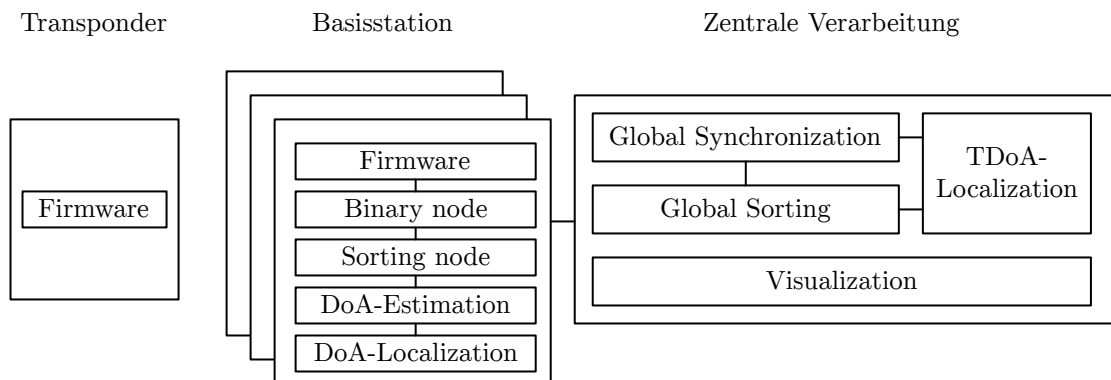 Transponder
Basisstation
Zentrale Verarbeitung
Firmware
Firmware
Binary node
Sorting node
DoA-Estimation
DoA-Localization
Global Synchronization
Global Sorting
TDoA-
Localization
Visualization